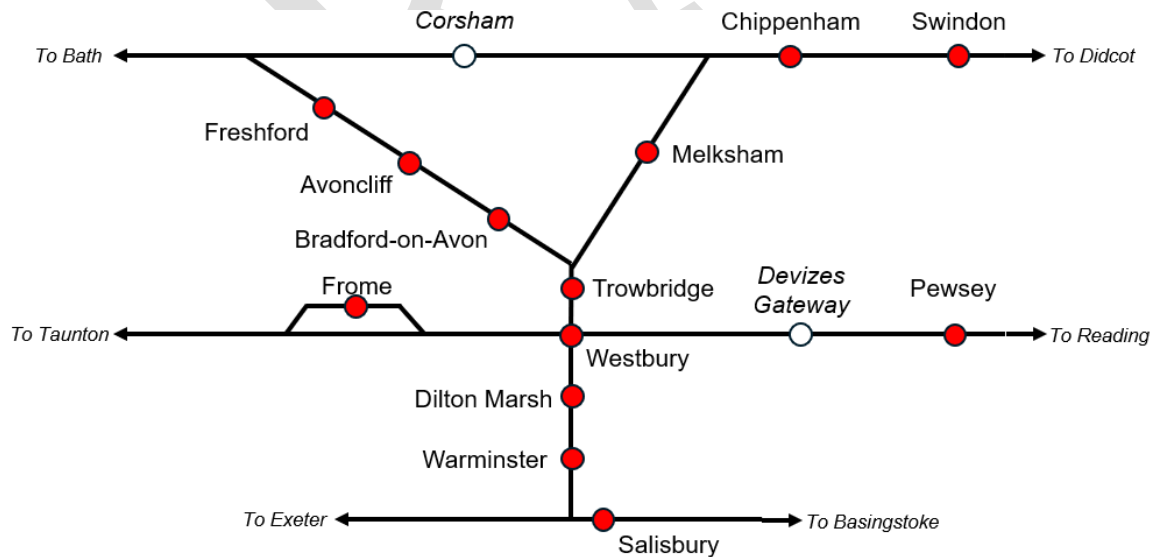 Corsham
Chippenham
Swindon
To Bath
To Didcot
Freshford
Melksham
Avoncliff
Bradford-on-Avon
Frome
Trowbridge
Devizes
Gateway
Pewsey
To Taunton
To Reading
Westbury
Dilton Marsh
Warminster
To Exeter
To Basingstoke
Salisbury